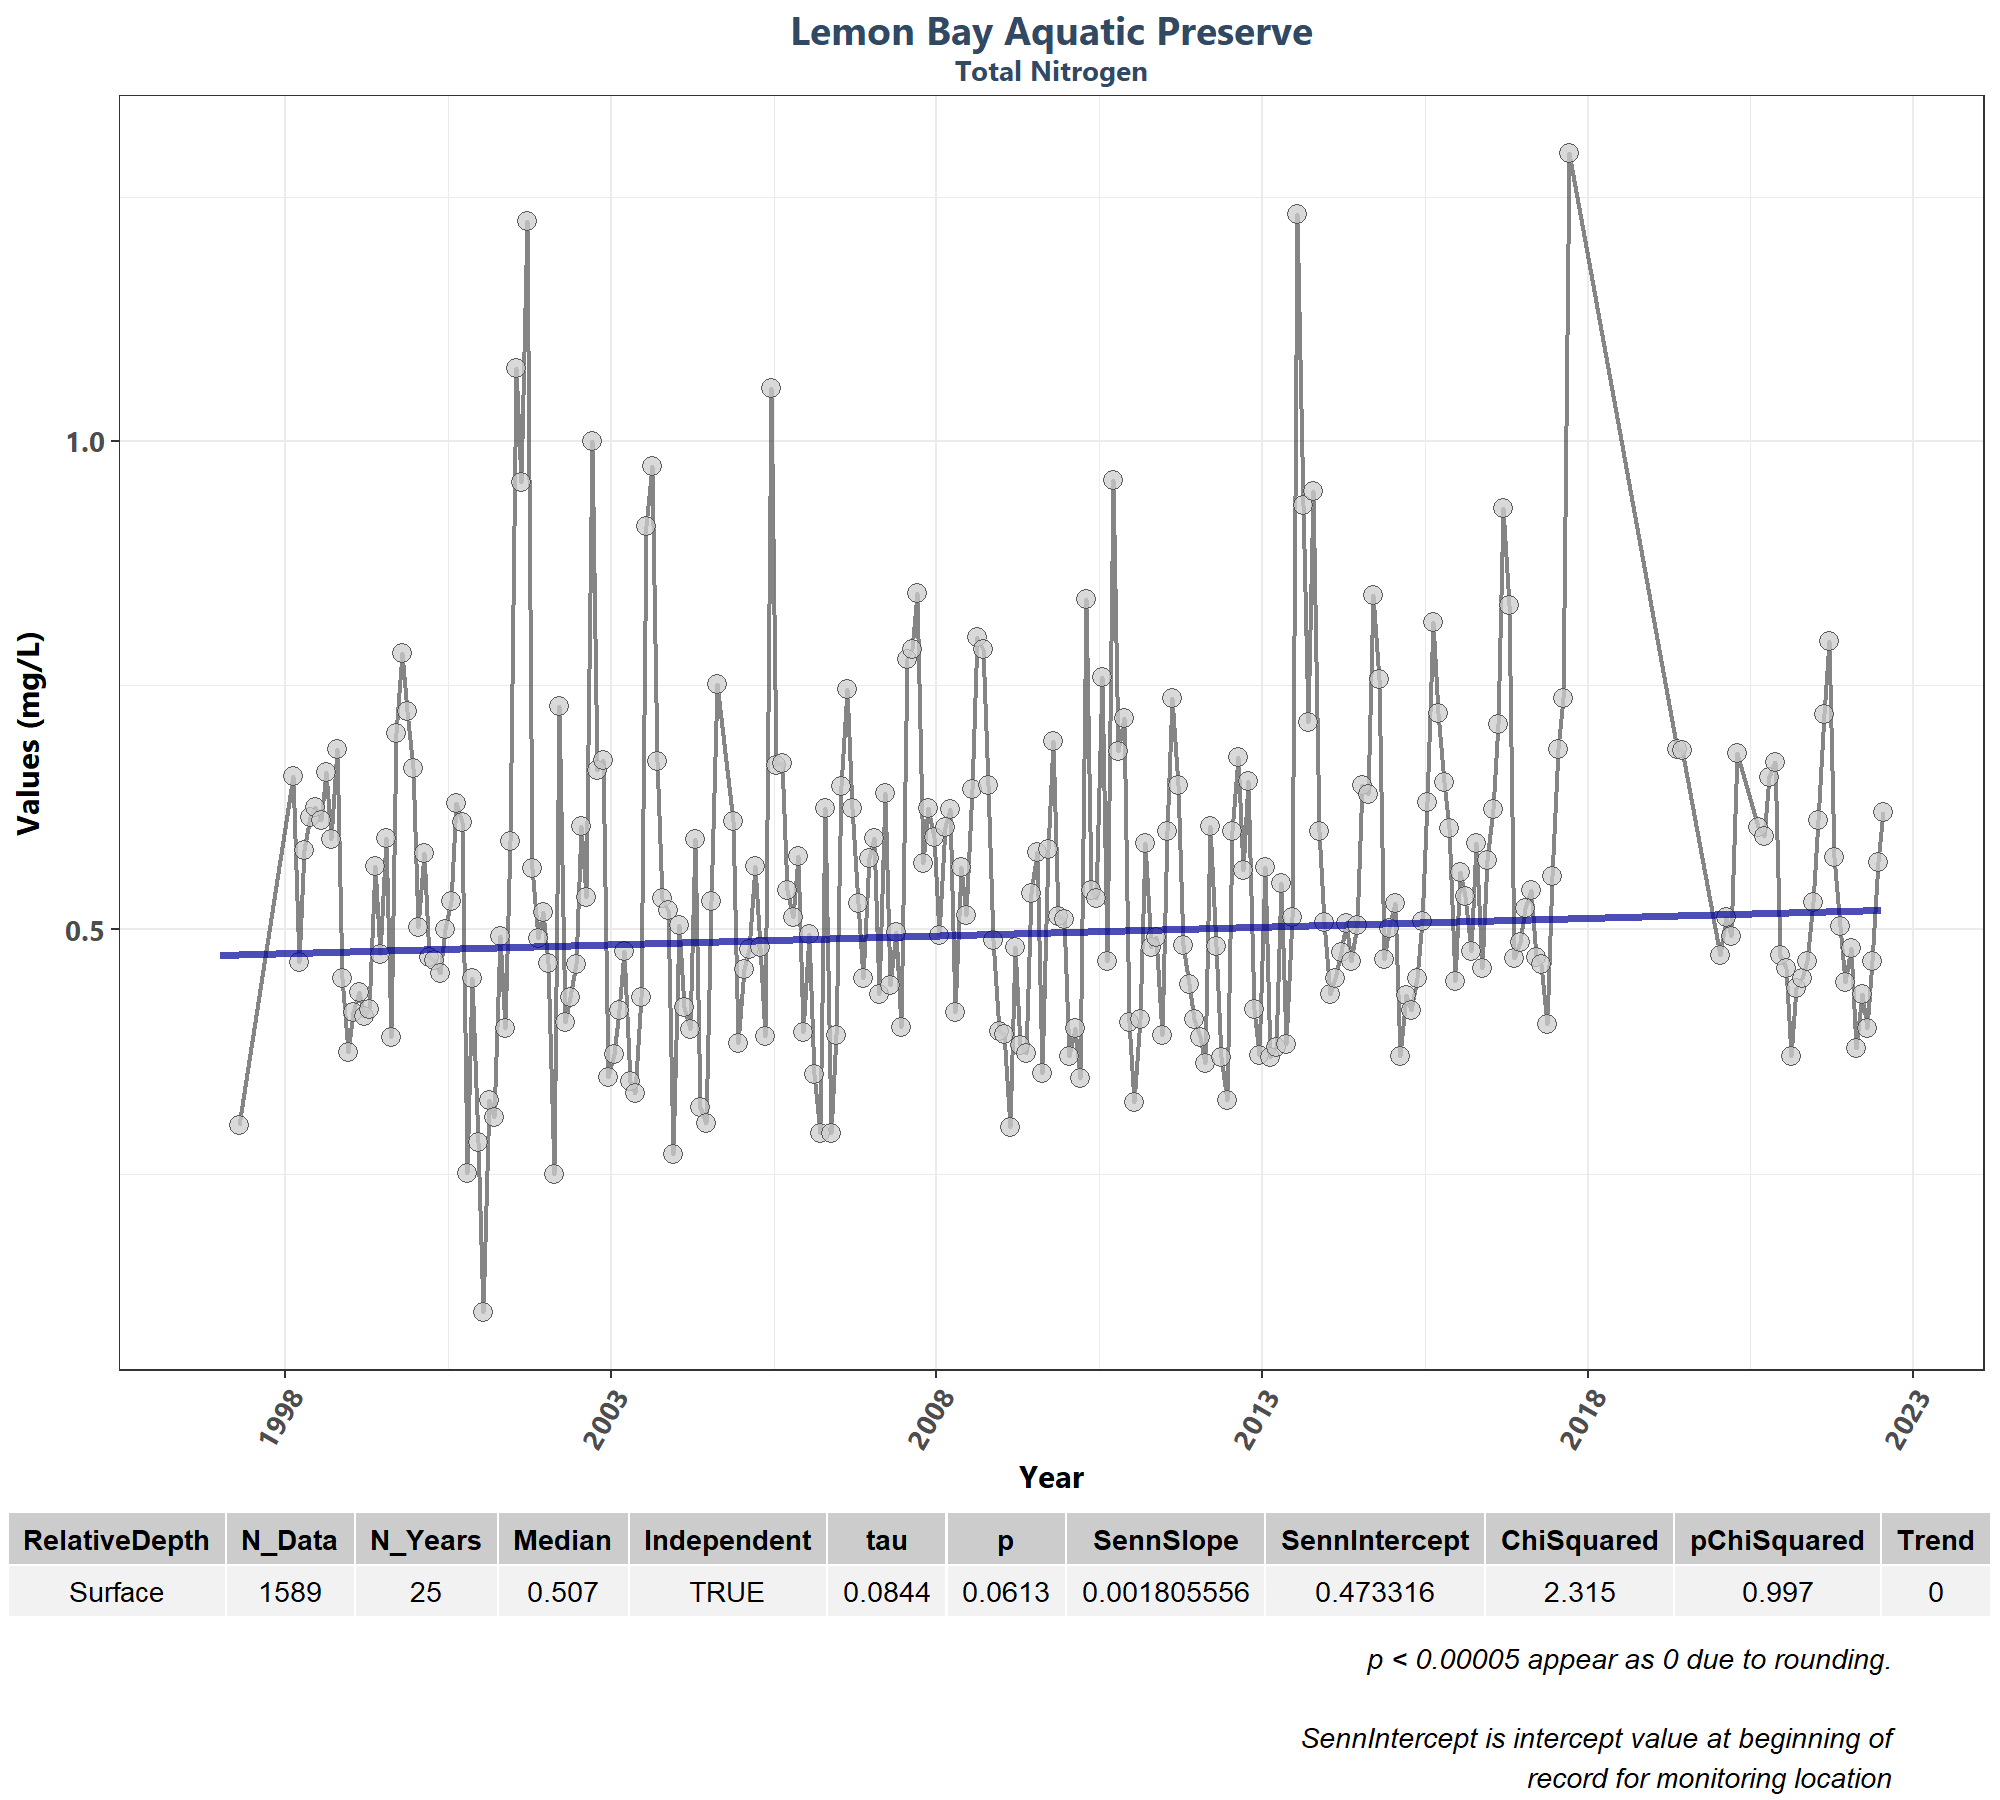 Lemon Bay Aquatic Preserve
Total Nitrogen
Values (mg/L)
1.0
0.5
1998 2003 2008 2013 2018 2023
Year
RelativeDepth N_Data N_Years Median Independent tau p SennSlope SennIntercept ChiSquared pChiSquared Trend
Surface 1589 25 0.507 TRUE 0.0844 0.0613 0.001805556 0.473316 2.315 0.997 0
p < 0.00005 appear as 0 due to rounding.
SennIntercept is intercept value at beginning of
record for monitoring location